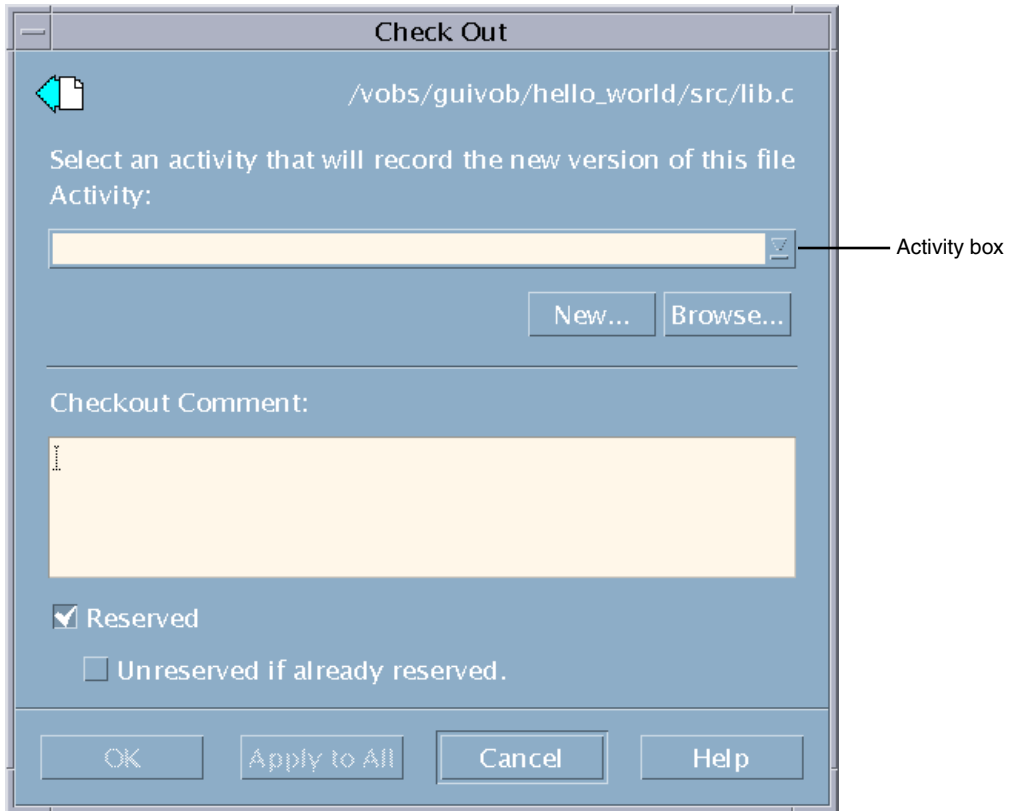 Check Out
/vobs/guivob/hello_world/src/lib.c
Select an activity that will record the new version of this file
Activity:
Activity box
New...
Browse...
Checkout Comment:
Reserved
Unreserved if already reserved.
OK
Apply to All
Cancel
Help